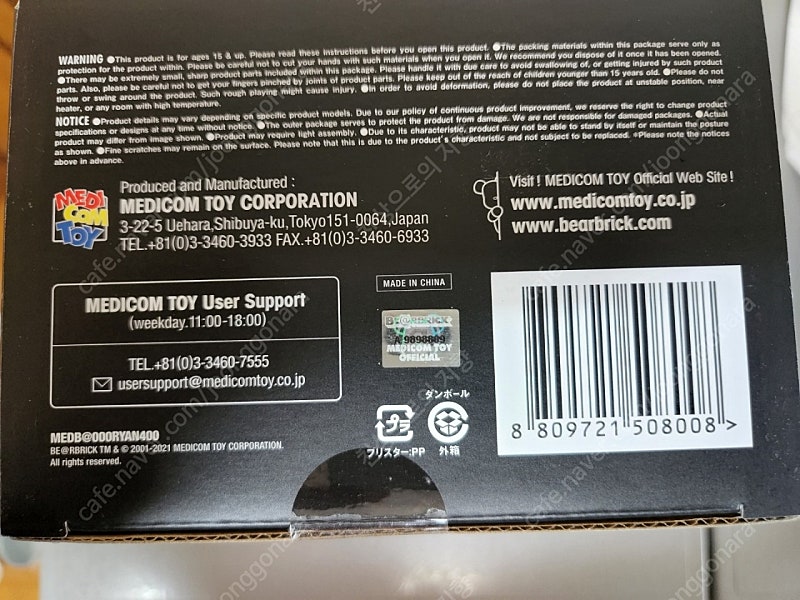 WARNING ●This product is for ages 15 & up. Please read these instructions before you open this product. ●The packing materials within this package serve only as
protection for the product within. Please be careful not to cut your hands with such materials when you open it. We recommend you dispose of it once it has been opened.
●There may be extremely small, sharp product parts included within this package. Please handle it with due care to avoid swallowing of, or getting injured by such product
parts. Also, please be careful not to get your fingers pinched by joints of product parts. Please keep out of the reach of children younger than 15 years old. ●Please do not
throw or swing around the product. Such rough playing might cause injury. ●In order to avoid deformation, please do not place the product at unstable position, near
heater, or any room with high temperature.
NOTICE ●Product details may vary depending on specific product models. Due to our policy of continuous product improvement, we reserve the right to change product
specifications or designs at any time without notice. ●The outer package serves to protect the product from damage. We are not responsible for damaged packages. ●Actual
product may differ from image shown. ●Product may require light assembly. ●Due to its characteristic, product may not be able to stand by itself or maintain the posture
as shown. ●Fine scratches may remain on the surface. Please note that this is due to the product's characteristic and not subject to be replaced. *Please note the notices
above in advance.
MEDI
COM
TOY
Produced and Manufactured :
MEDICOM TOY CORPORATION
3-22-5 Uehara,Shibuya-ku,Tokyo151-0064,Japan
TEL.+81(0)3-3460-3933 FAX.+81(0)3-3460-6933
Visit ! MEDICOM TOY Official Web Site !
www.medicomtoy.co.jp
www.bearbrick.com
MEDICOM TOY User Support
(weekday.11:00-18:00)
TEL.+81(0)3-3460-7555
usersupport@medicomtoy.co.jp
MADE IN CHINA
BE@RBRICK
A 9898809
MEDICOM TOY
OFFICIAL
ダンボール
プラ
ブリスター:PP
外箱
8 809721 508008 >
MEDB@000RYAN400
BE@RBRICK TM & © 2001-2021 MEDICOM TOY CORPORATION.
All rights reserved.